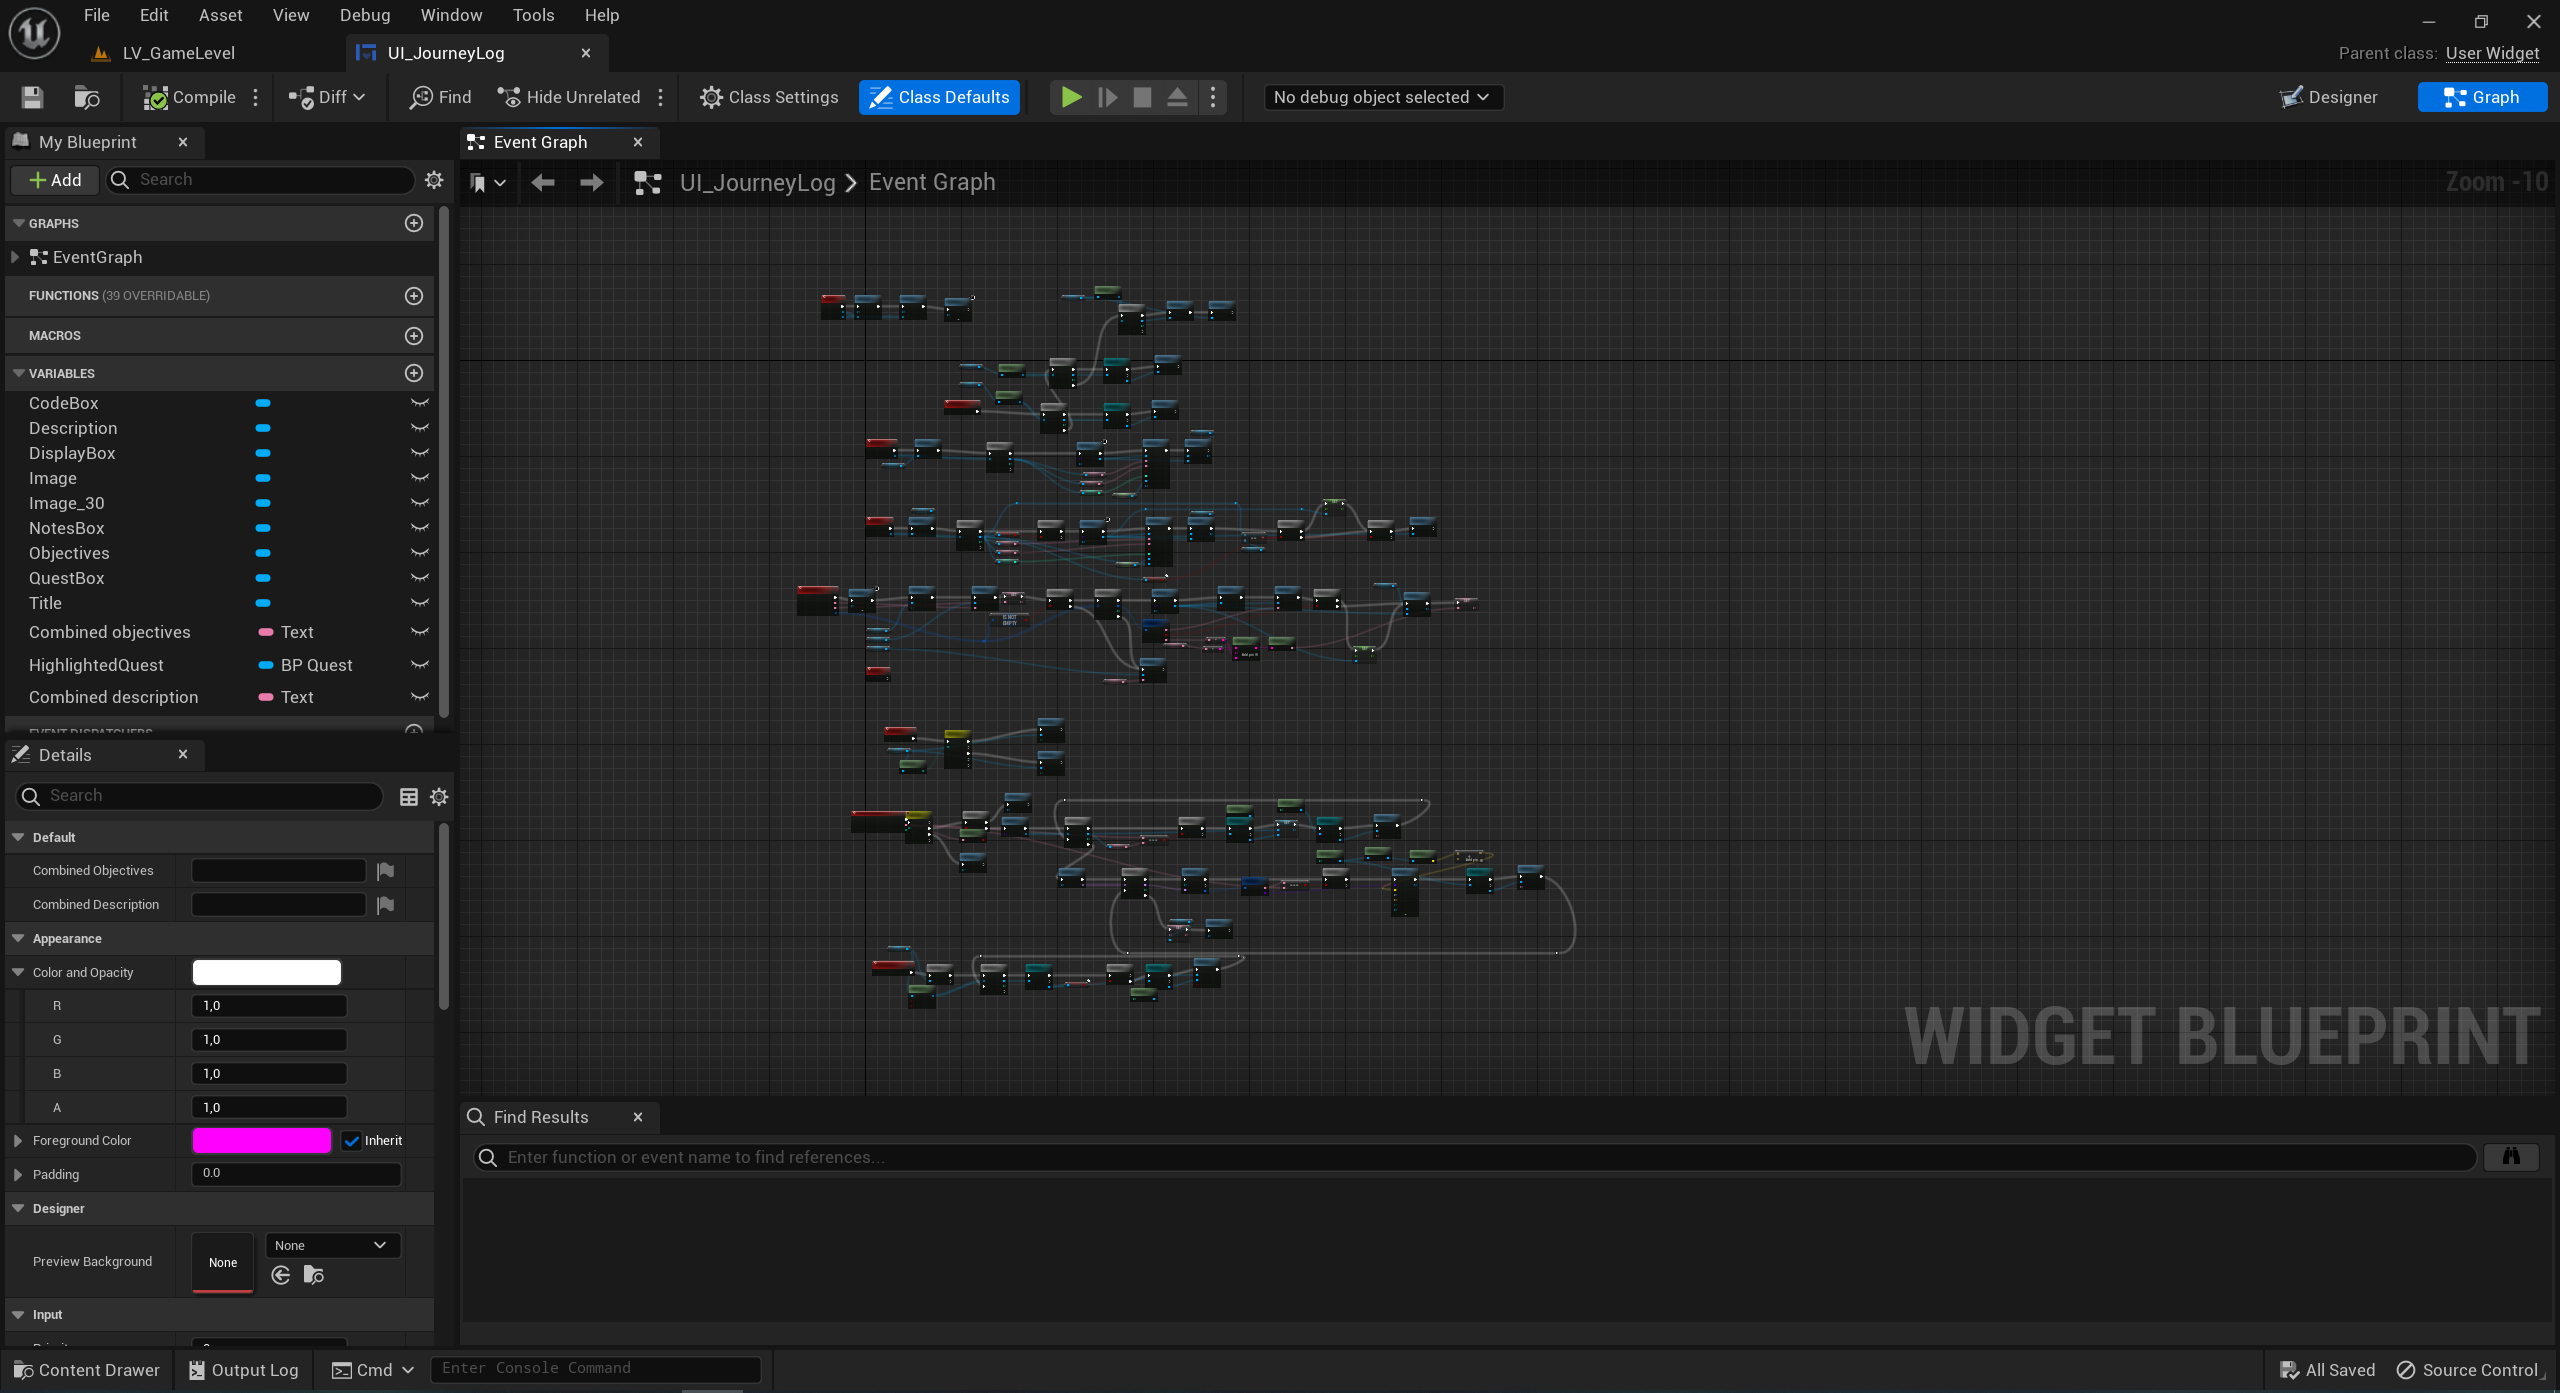 File Edit Asset View Debug Window Tools Help
LV_GameLevel
UI_JourneyLog
Parent class: User Widget
Compile
Diff
Find
Hide Unrelated
Class Settings
Class Defaults
No debug object selected
Designer
Graph
My Blueprint
Add
Search
GRAPHS
EventGraph
FUNCTIONS (39 OVERRIDABLE)
MACROS
VARIABLES
CodeBox
Description
DisplayBox
Image
Image_30
NotesBox
Objectives
QuestBox
Title
Combined objectives Text
HighlightedQuest BP Quest
Combined description Text
EVENT DISPATCHERS
Details
Search
Default
Combined Objectives
Combined Description
Appearance
Color and Opacity
R 1,0
G 1,0
B 1,0
A 1,0
Foreground Color Inherit
Padding 0.0
Designer
Preview Background None None
Input
Event Graph
UI_JourneyLog > Event Graph
Zoom -10
IS NOT EMPTY
WIDGET BLUEPRINT
Find Results
Enter function or event name to find references...
Content Drawer
Output Log
Cmd
Enter Console Command
All Saved
Source Control